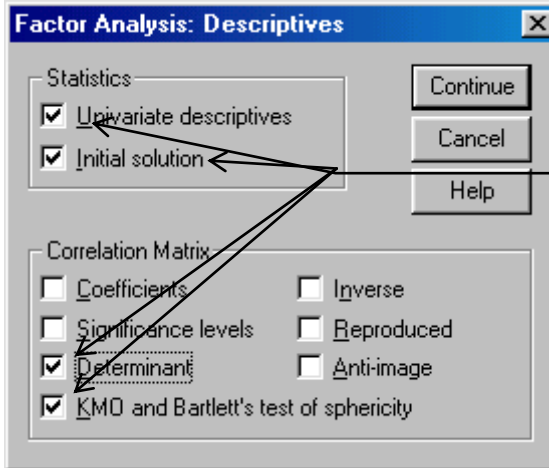 Factor Analysis: Descriptives
Statistics
Univariate descriptives
Initial solution
Continue
Cancel
Help
Correlation Matrix
Coefficients
Inverse
Significance levels
Reproduced
Determinant
Anti-image
KMO and Bartlett's test of sphericity